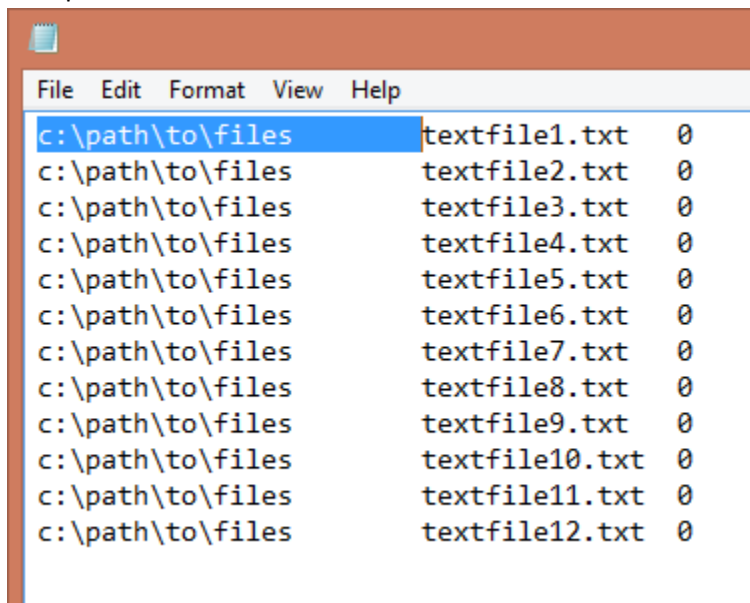 File Edit Format View Help
c:\path\to\files textfile1.txt 0
c:\path\to\files textfile2.txt 0
c:\path\to\files textfile3.txt 0
c:\path\to\files textfile4.txt 0
c:\path\to\files textfile5.txt 0
c:\path\to\files textfile6.txt 0
c:\path\to\files textfile7.txt 0
c:\path\to\files textfile8.txt 0
c:\path\to\files textfile9.txt 0
c:\path\to\files textfile10.txt 0
c:\path\to\files textfile11.txt 0
c:\path\to\files textfile12.txt 0